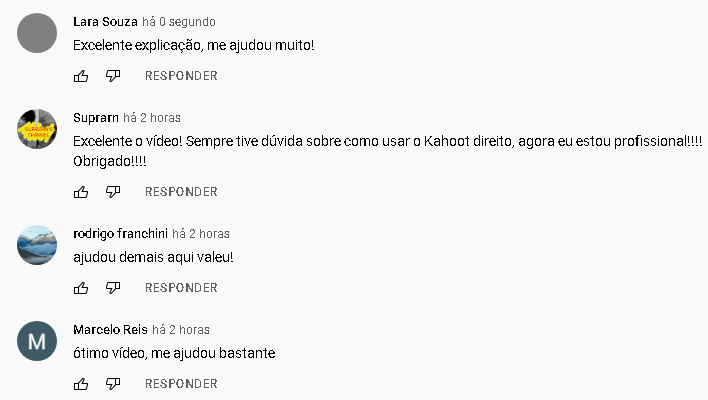 Lara Souza há 0 segundo
Excelente explicação, me ajudou muito!
RESPONDER
SUPRARN'S
CHANNEL
Suprarn há 2 horas
Excelente o vídeo! Sempre tive dúvida sobre como usar o Kahoot direito, agora eu estou profissional!!!!
Obrigado!!!!
RESPONDER
rodrigo franchini há 2 horas
ajudou demais aqui valeu!
RESPONDER
M
Marcelo Reis há 2 horas
ótimo vídeo, me ajudou bastante
RESPONDER